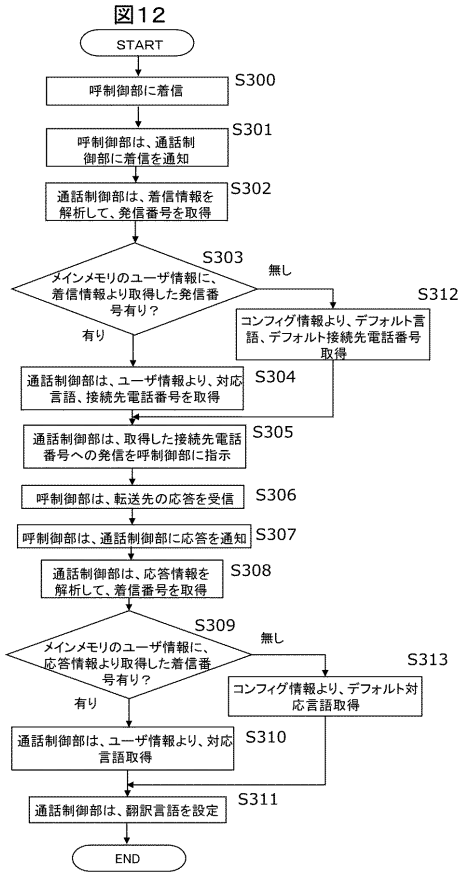 図12
START
S300
呼制御部に着信
S301
呼制御部は、通話制
御部に着信を通知
S302
通話制御部は、着信情報を
解析して、発信番号を取得
S303
メインメモリのユーザ情報に、
着信情報より取得した発信番
号有り？
無し
有り
S312
コンフィグ情報より、デフォルト言
語、デフォルト接続先電話番号
取得
S304
通話制御部は、ユーザ情報より、対応
言語、接続先電話番号を取得
S305
通話制御部は、取得した接続先電話
番号への発信を呼制御部に指示
S306
呼制御部は、転送先の応答を受信
S307
呼制御部は、通話制御部に応答を通知
S308
通話制御部は、応答情報を
解析して、着信番号を取得
S309
メインメモリのユーザ情報に、
応答情報より取得した着信番
号有り？
無し
有り
S313
コンフィグ情報より、デフォルト対
応言語取得
S310
通話制御部は、ユーザ情報より、対応
言語取得
S311
通話制御部は、翻訳言語を設定
END